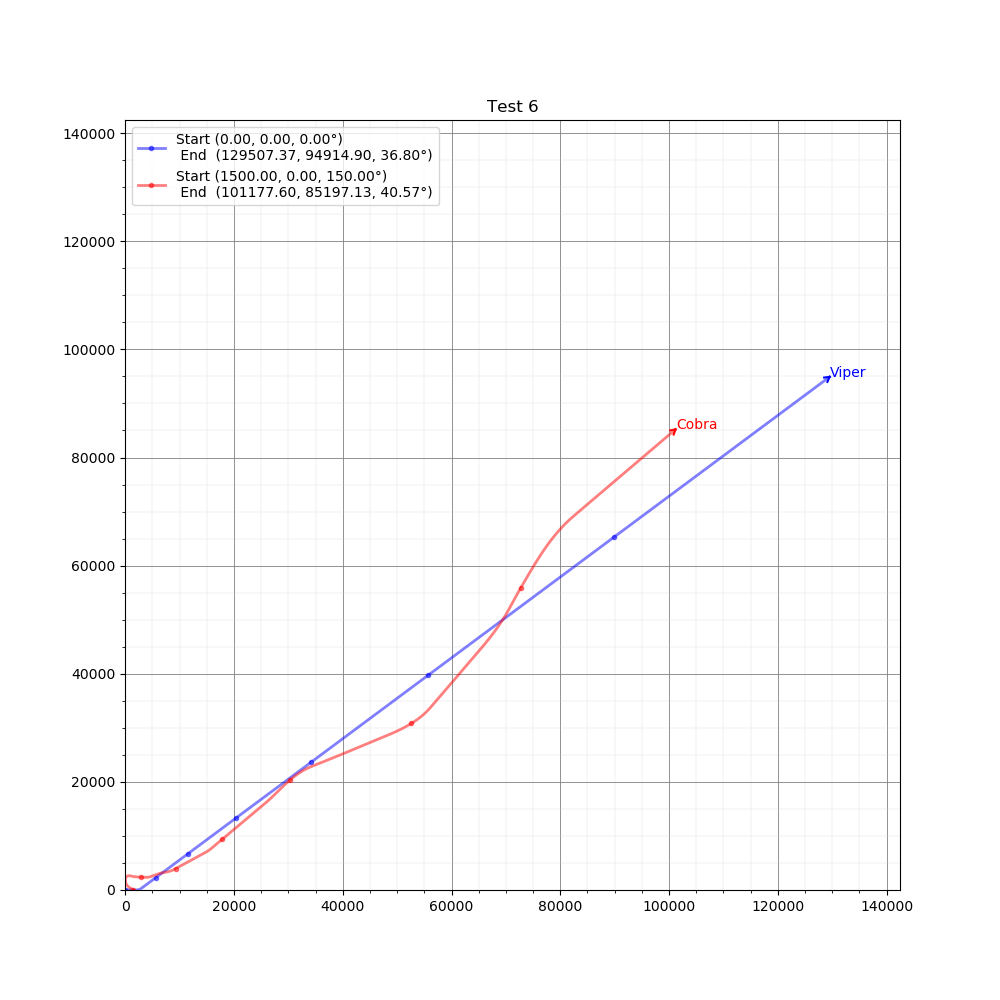 Test 6
Start (0.00, 0.00, 0.00°)
End (129507.37, 94914.90, 36.80°)
Start (1500.00, 0.00, 150.00°)
End (101177.60, 85197.13, 40.57°)
140000
120000
100000
80000
60000
40000
20000
0
Viper
Cobra
0 20000 40000 60000 80000 100000 120000 140000